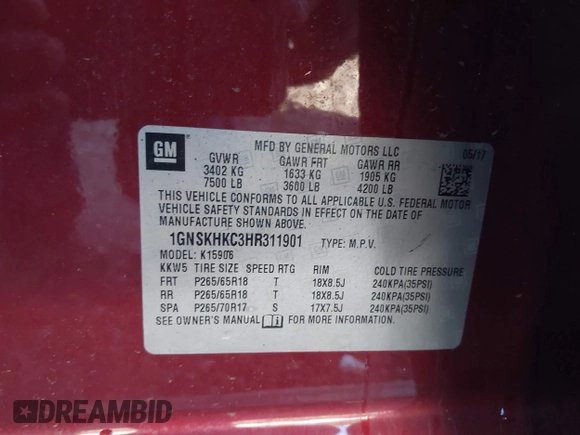 GM
MFD BY GENERAL MOTORS LLC
05/17
GVWR GAWR FRT GAWR RR
3402 KG 1633 KG 1905 KG
7500 LB 3600 LB 4200 LB
THIS VEHICLE CONFORMS TO ALL APPLICABLE U.S. FEDERAL MOTOR
VEHICLE SAFETY STANDARDS IN EFFECT ON THE DATE OF
MANUFACTURE SHOWN ABOVE.
1GNSKHKC3HR311901 TYPE: M.P.V.
MODEL: K15906
KKW5 TIRE SIZE SPEED RTG RIM COLD TIRE PRESSURE
FRT P265/65R18 T 18X8.5J 240KPA(35PSI)
RR P265/65R18 T 18X8.5J 240KPA(35PSI)
SPA P265/70R17 S 17X7.5J 240KPA(35PSI)
SEE OWNER'S MANUAL FOR MORE INFORMATION.
DREAMBID